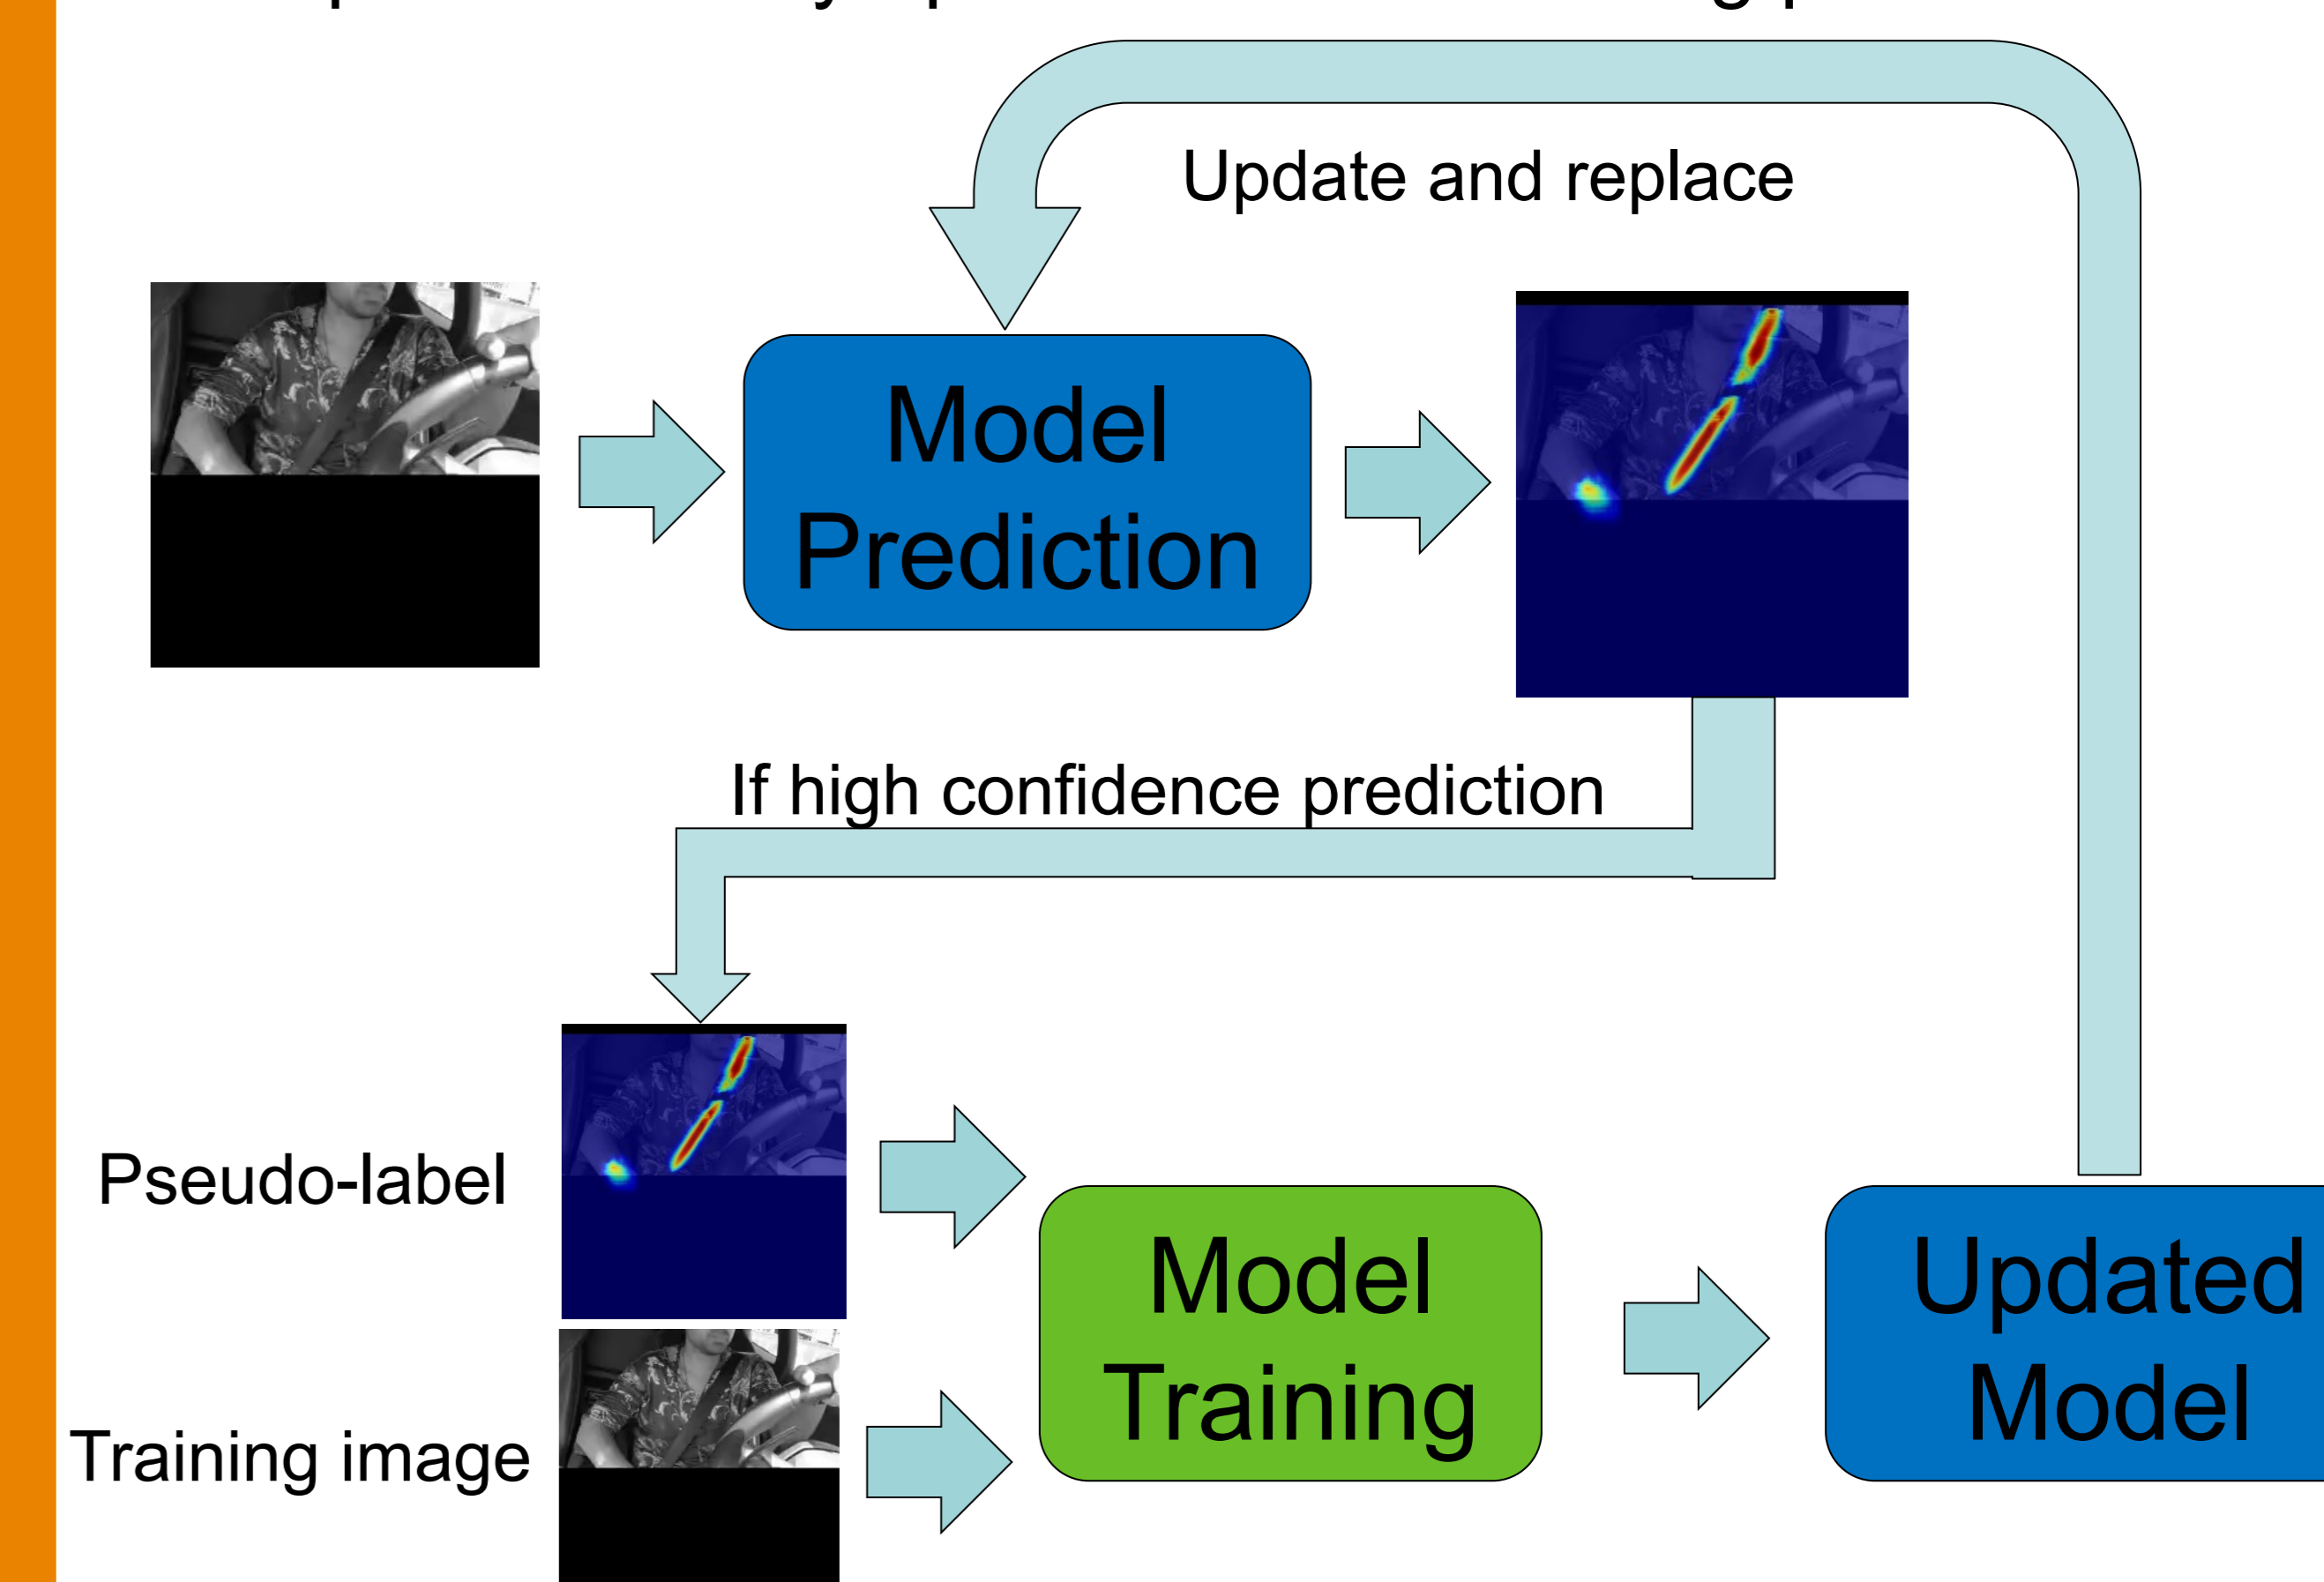 Update and replace
Model
Prediction
If high confidence prediction
Pseudo-label
Model
Training
Updated
Model
Training image